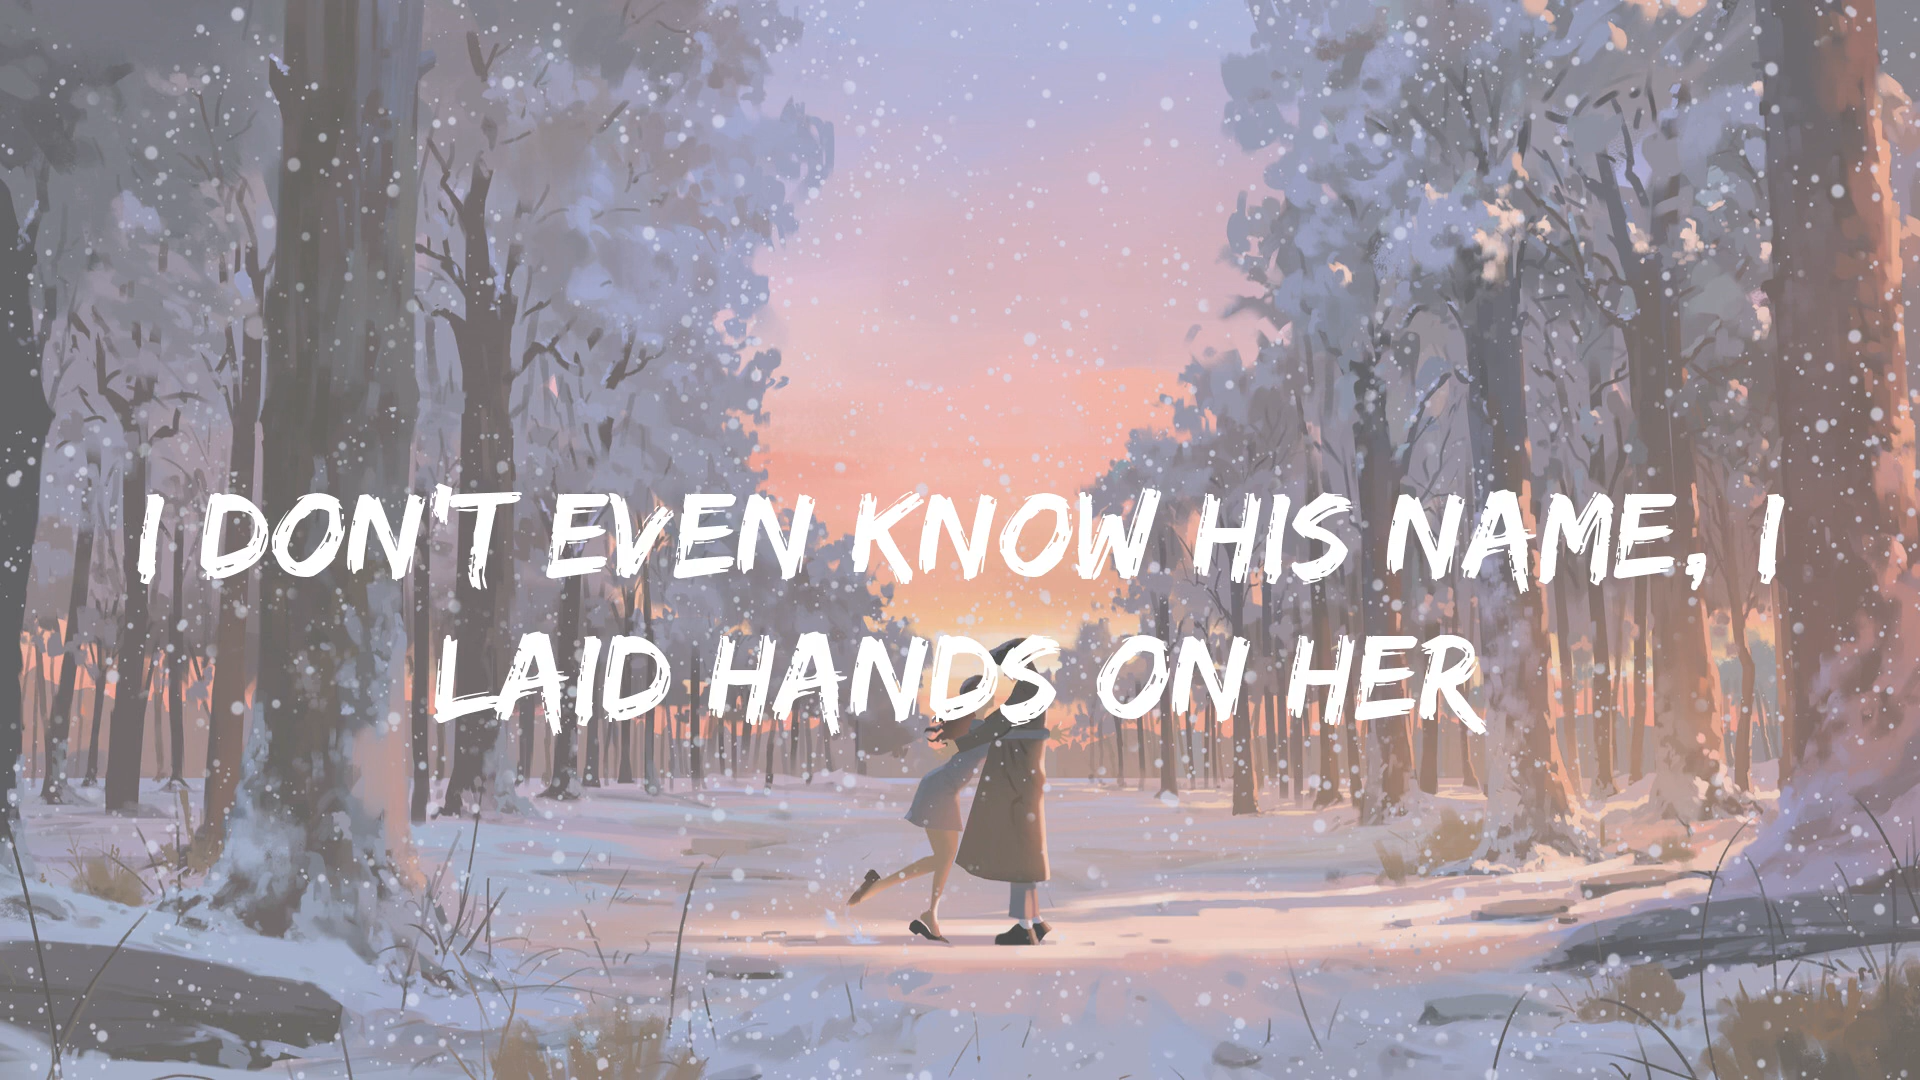 I DON'T EVEN KNOW HIS NAME, I
LAID HANDS ON HER